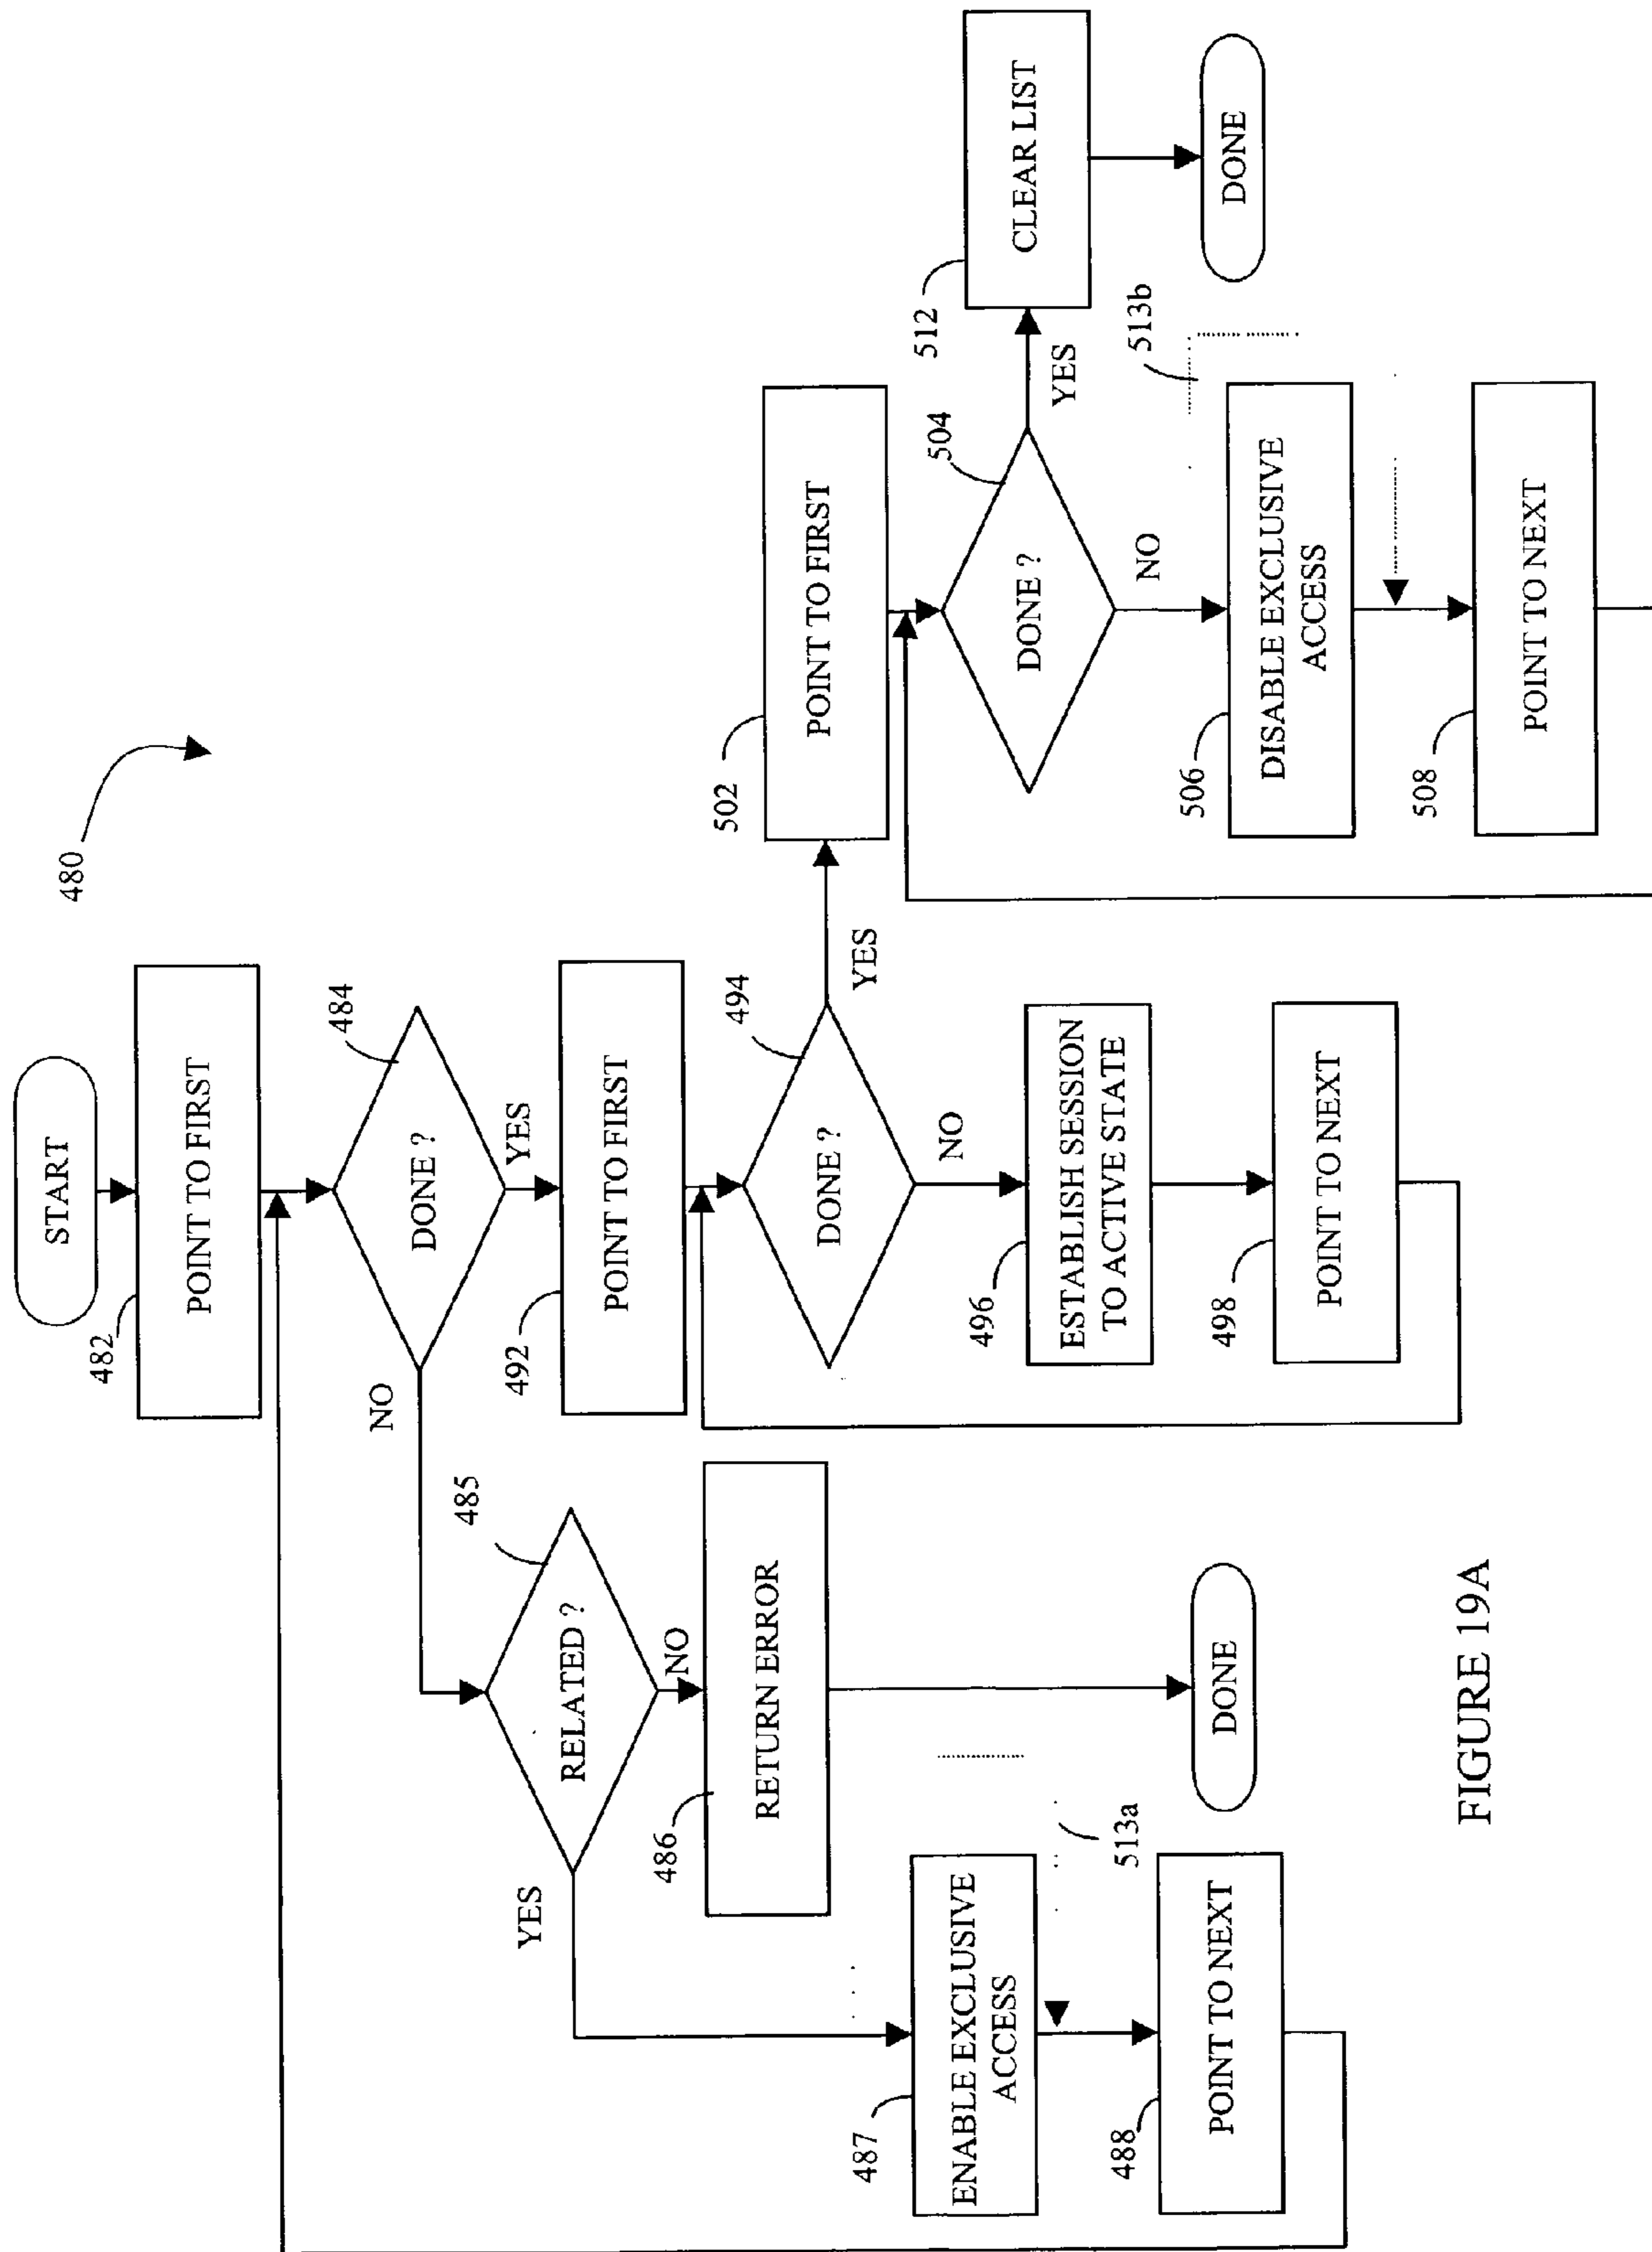 480
START
482
POINT TO FIRST
484
DONE ?
NO
YES
485
RELATED ?
YES
NO
486
RETURN ERROR
DONE
487
ENABLE EXCLUSIVE
ACCESS
513a
488
POINT TO NEXT
492
POINT TO FIRST
494
DONE ?
YES
NO
496
ESTABLISH SESSION
TO ACTIVE STATE
498
POINT TO NEXT
502
POINT TO FIRST
504
DONE ?
YES
NO
512
CLEAR LIST
DONE
513b
506
DISABLE EXCLUSIVE
ACCESS
508
POINT TO NEXT
FIGURE 19A